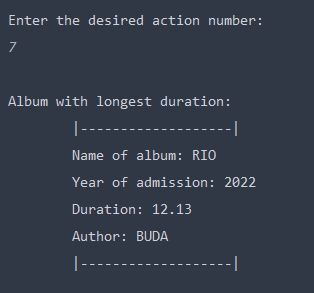 Enter the desired action number:
7
Album with longest duration:
|-------------------|
Name of album: RIO
Year of admission: 2022
Duration: 12.13
Author: BUDA
|-------------------|